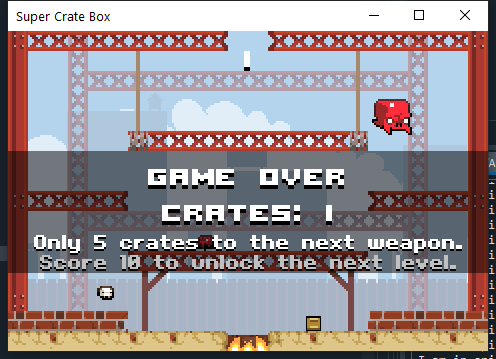 Super Crate Box
1
GAME OVER
CRATES: 1
Only 5 crates to the next weapon.
Score 10 to unlock the next level.